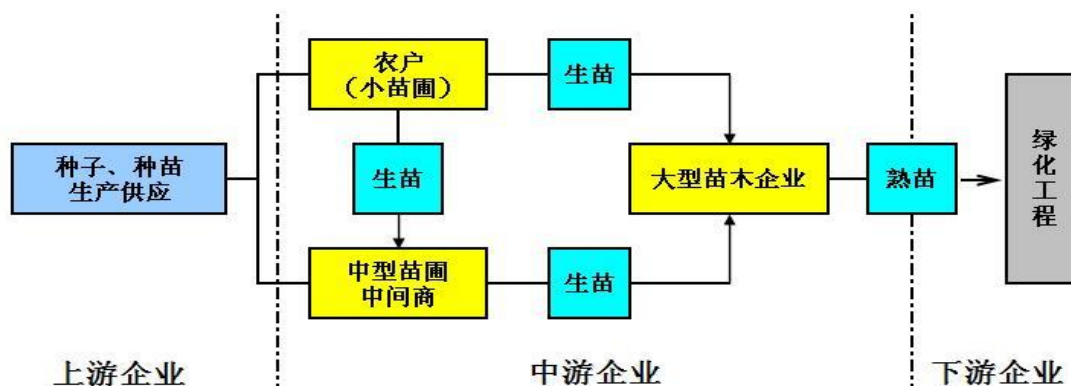 农户
（小苗圃）
生苗
种子、种苗
生产供应
生苗
大型苗木企业
熟苗
绿化工程
中型苗圃
中间商
生苗
上游企业
中游企业
下游企业